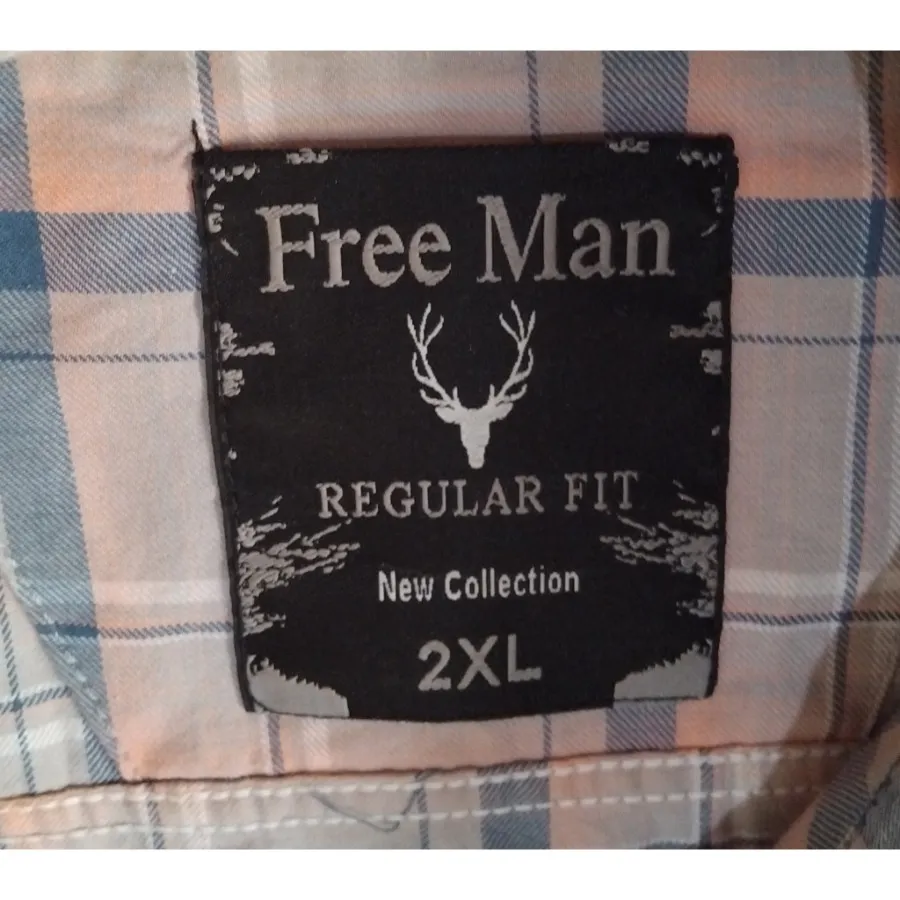 Free Man
REGULAR FIT
New Collection
2XL